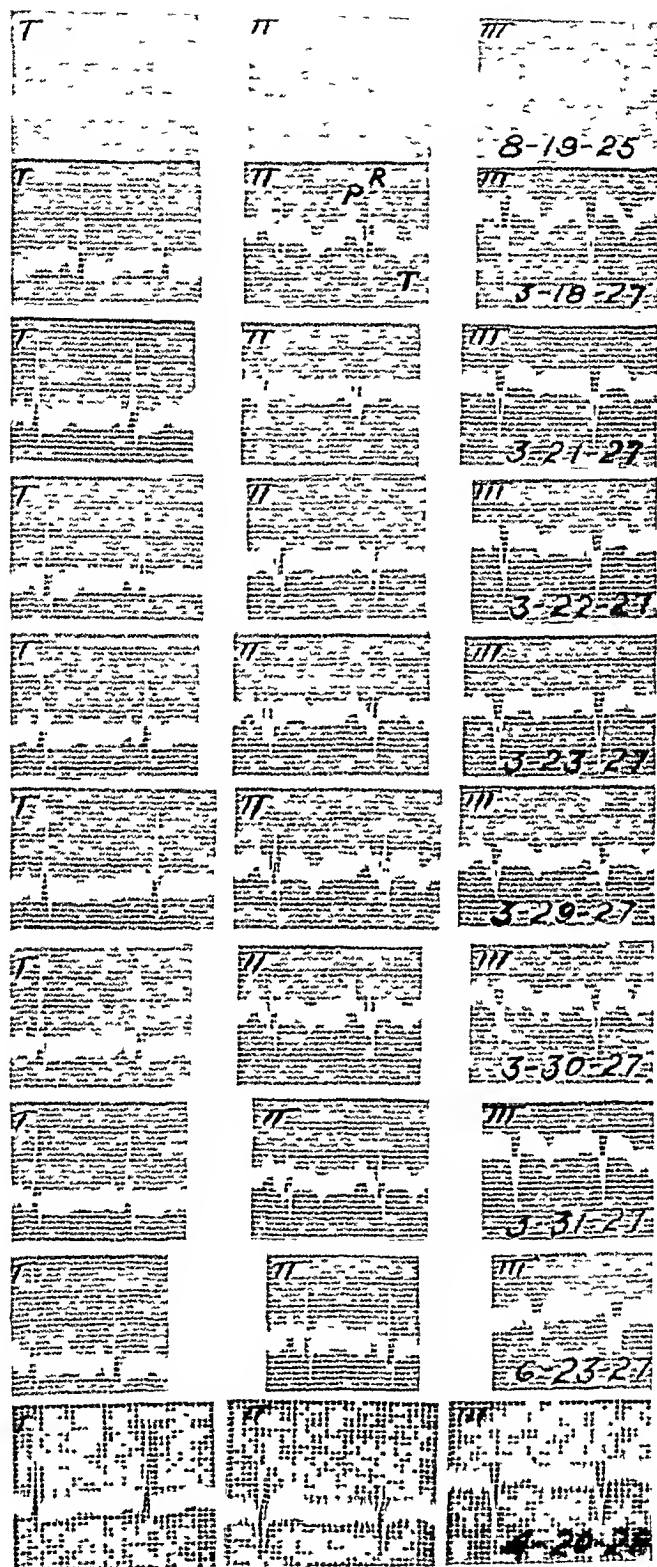 I II III
8-19-25
I II III
P R
T
3-18-27
I II III
3-21-27
I II III
3-22-27
I II III
3-23-27
I II III
3-29-27
I II III
3-30-27
I II III
3-31-27
I II III
6-23-27
I II III